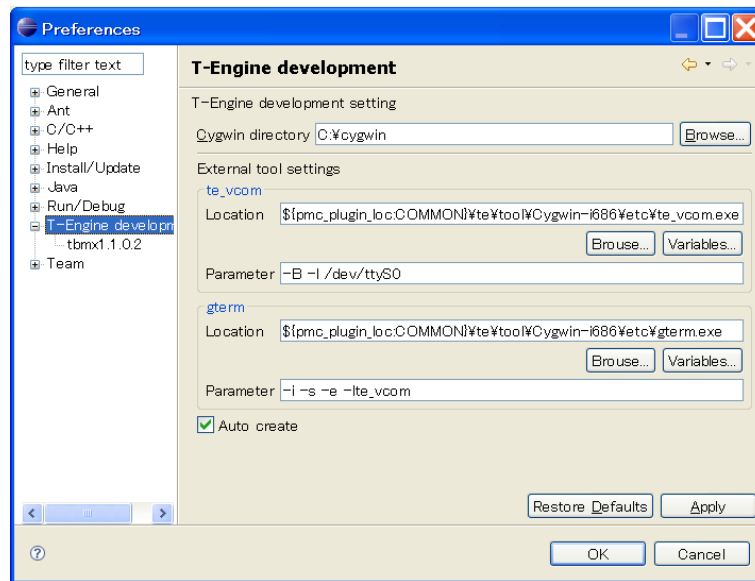 Preferences
type filter text
General
Ant
C/C++
Help
Install/Update
Java
Run/Debug
T-Engine developm
tbmx1.1.0.2
Team
T-Engine development
T-Engine development setting
Cygwin directory C:¥cygwin Browse...
External tool settings
te_vcom
Location ${pmc_plugin_loc:COMMON}¥te¥tool¥Cygwin-i686¥etc¥te_vcom.exe
Browse... Variables...
Parameter -B -l /dev/ttyS0
gterm
Location ${pmc_plugin_loc:COMMON}¥te¥tool¥Cygwin-i686¥etc¥gterm.exe
Browse... Variables...
Parameter -i -s -e -lte_vcom
Auto create
Restore Defaults Apply
OK Cancel